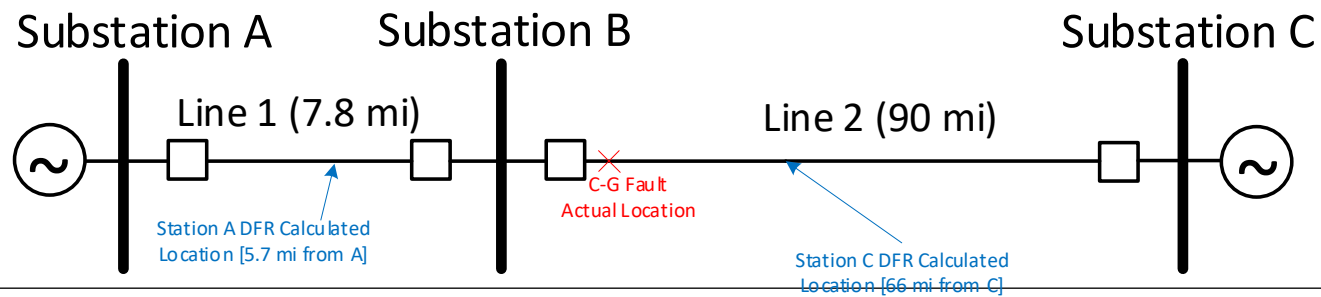 Substation A
Substation B
Substation C
Line 1 (7.8 mi)
Line 2 (90 mi)
C-G Fault
Actual Location
Station A DFR Calculated
Location [5.7 mi from A]
Station C DFR Calculated
Location [66 mi from C]